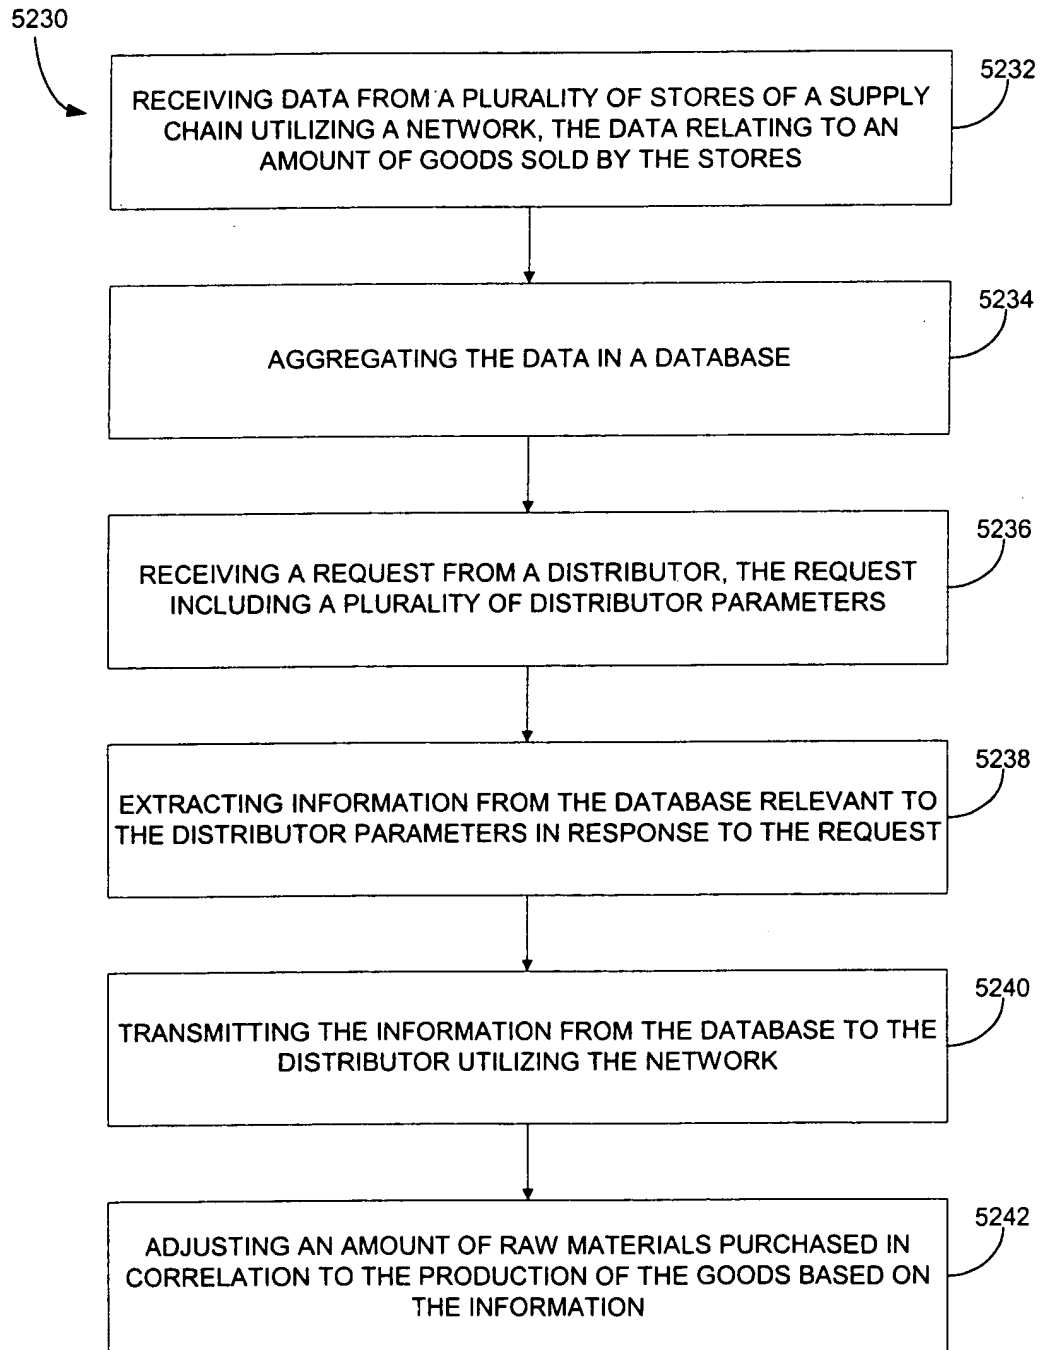 5230
5232
RECEIVING DATA FROM A PLURALITY OF STORES OF A SUPPLY
CHAIN UTILIZING A NETWORK, THE DATA RELATING TO AN
AMOUNT OF GOODS SOLD BY THE STORES
5234
AGGREGATING THE DATA IN A DATABASE
5236
RECEIVING A REQUEST FROM A DISTRIBUTOR, THE REQUEST
INCLUDING A PLURALITY OF DISTRIBUTOR PARAMETERS
5238
EXTRACTING INFORMATION FROM THE DATABASE RELEVANT TO
THE DISTRIBUTOR PARAMETERS IN RESPONSE TO THE REQUEST
5240
TRANSMITTING THE INFORMATION FROM THE DATABASE TO THE
DISTRIBUTOR UTILIZING THE NETWORK
5242
ADJUSTING AN AMOUNT OF RAW MATERIALS PURCHASED IN
CORRELATION TO THE PRODUCTION OF THE GOODS BASED ON
THE INFORMATION